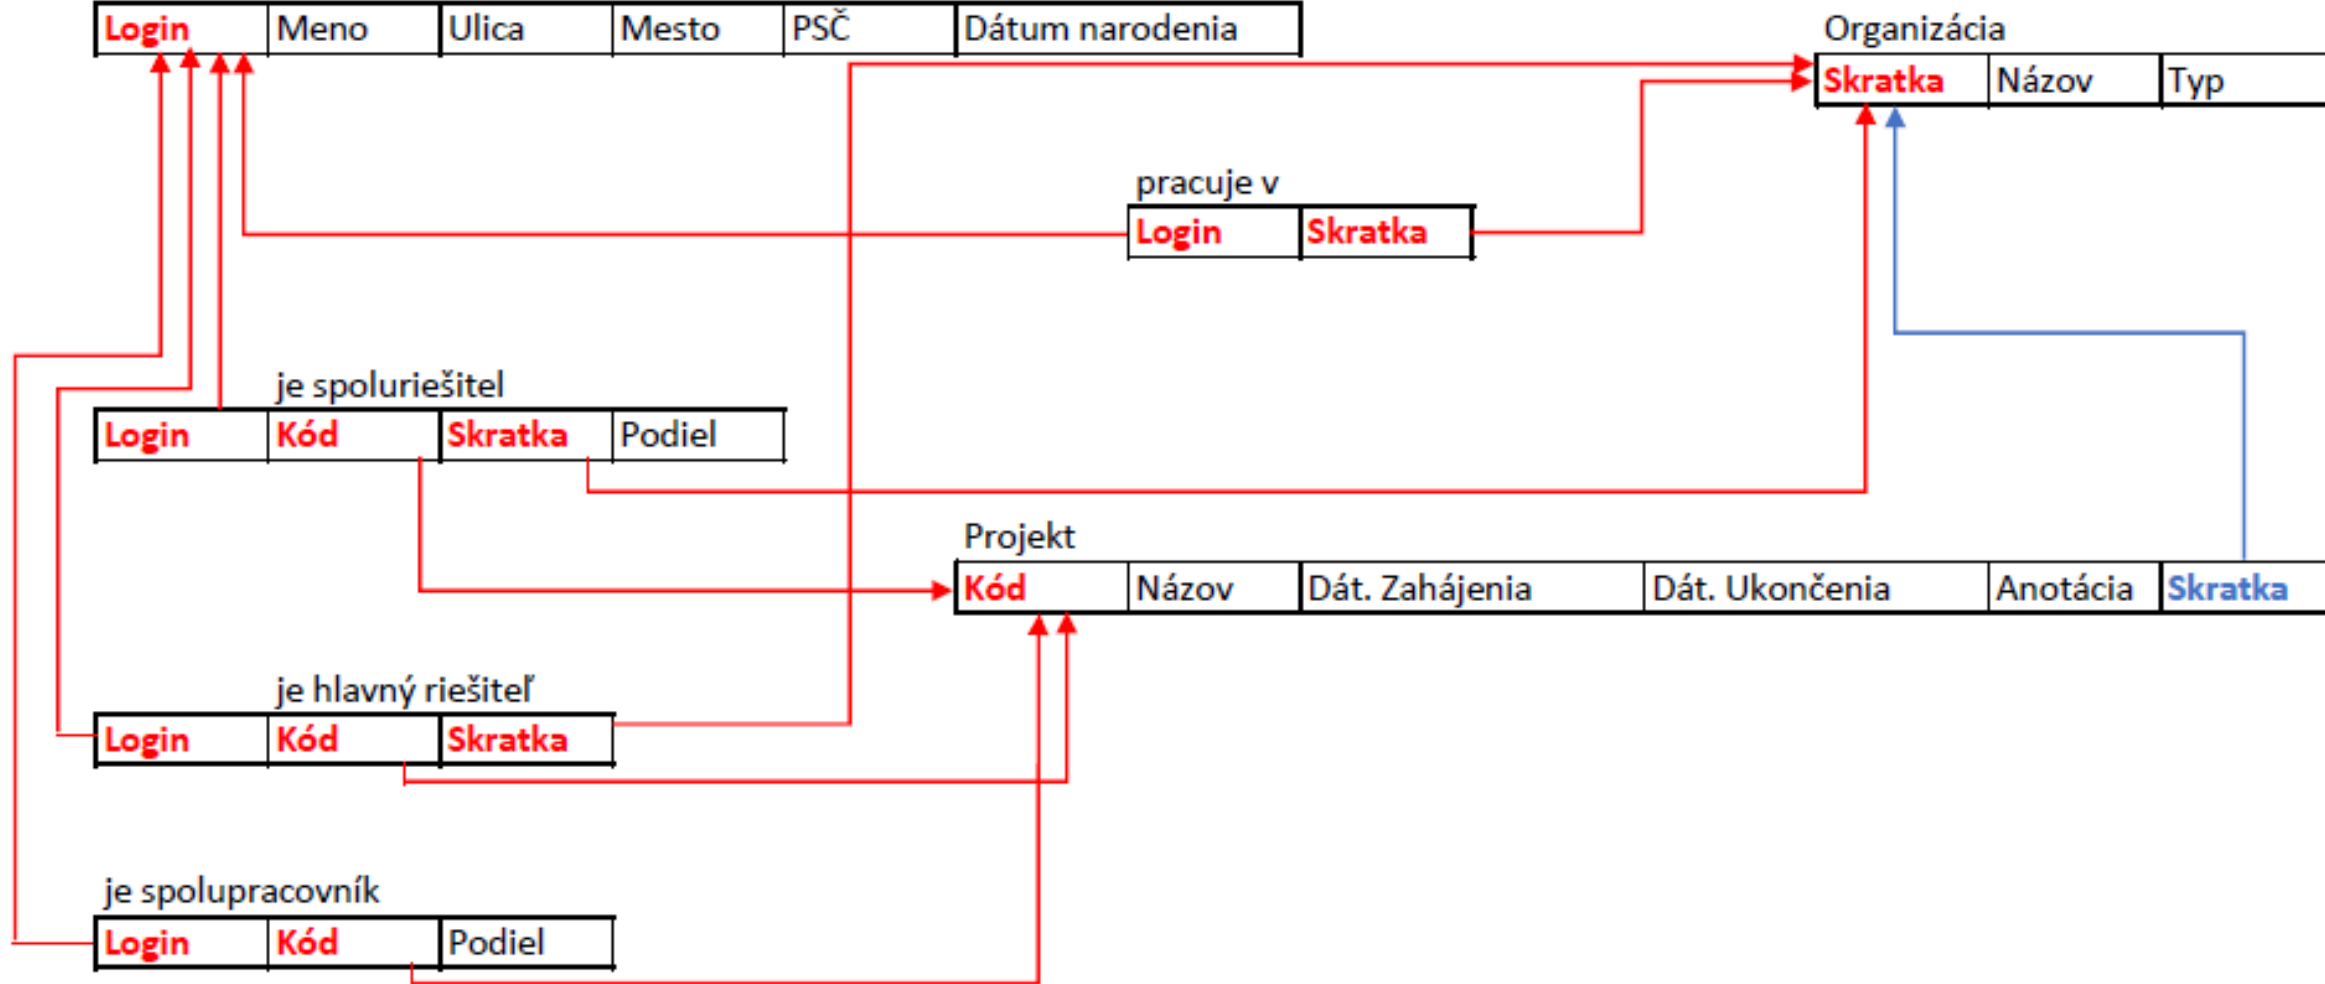 Login Meno Ulica Mesto PSČ Dátum narodenia
Organizácia
Skratka Názov Typ
pracuje v
Login Skratka
je spoluriešitel
Login Kód Skratka Podiel
Projekt
Kód Názov Dát. Zahájenia Dát. Ukončenia Anotácia Skratka
je hlavný riešiteľ
Login Kód Skratka
je spolupracovník
Login Kód Podiel